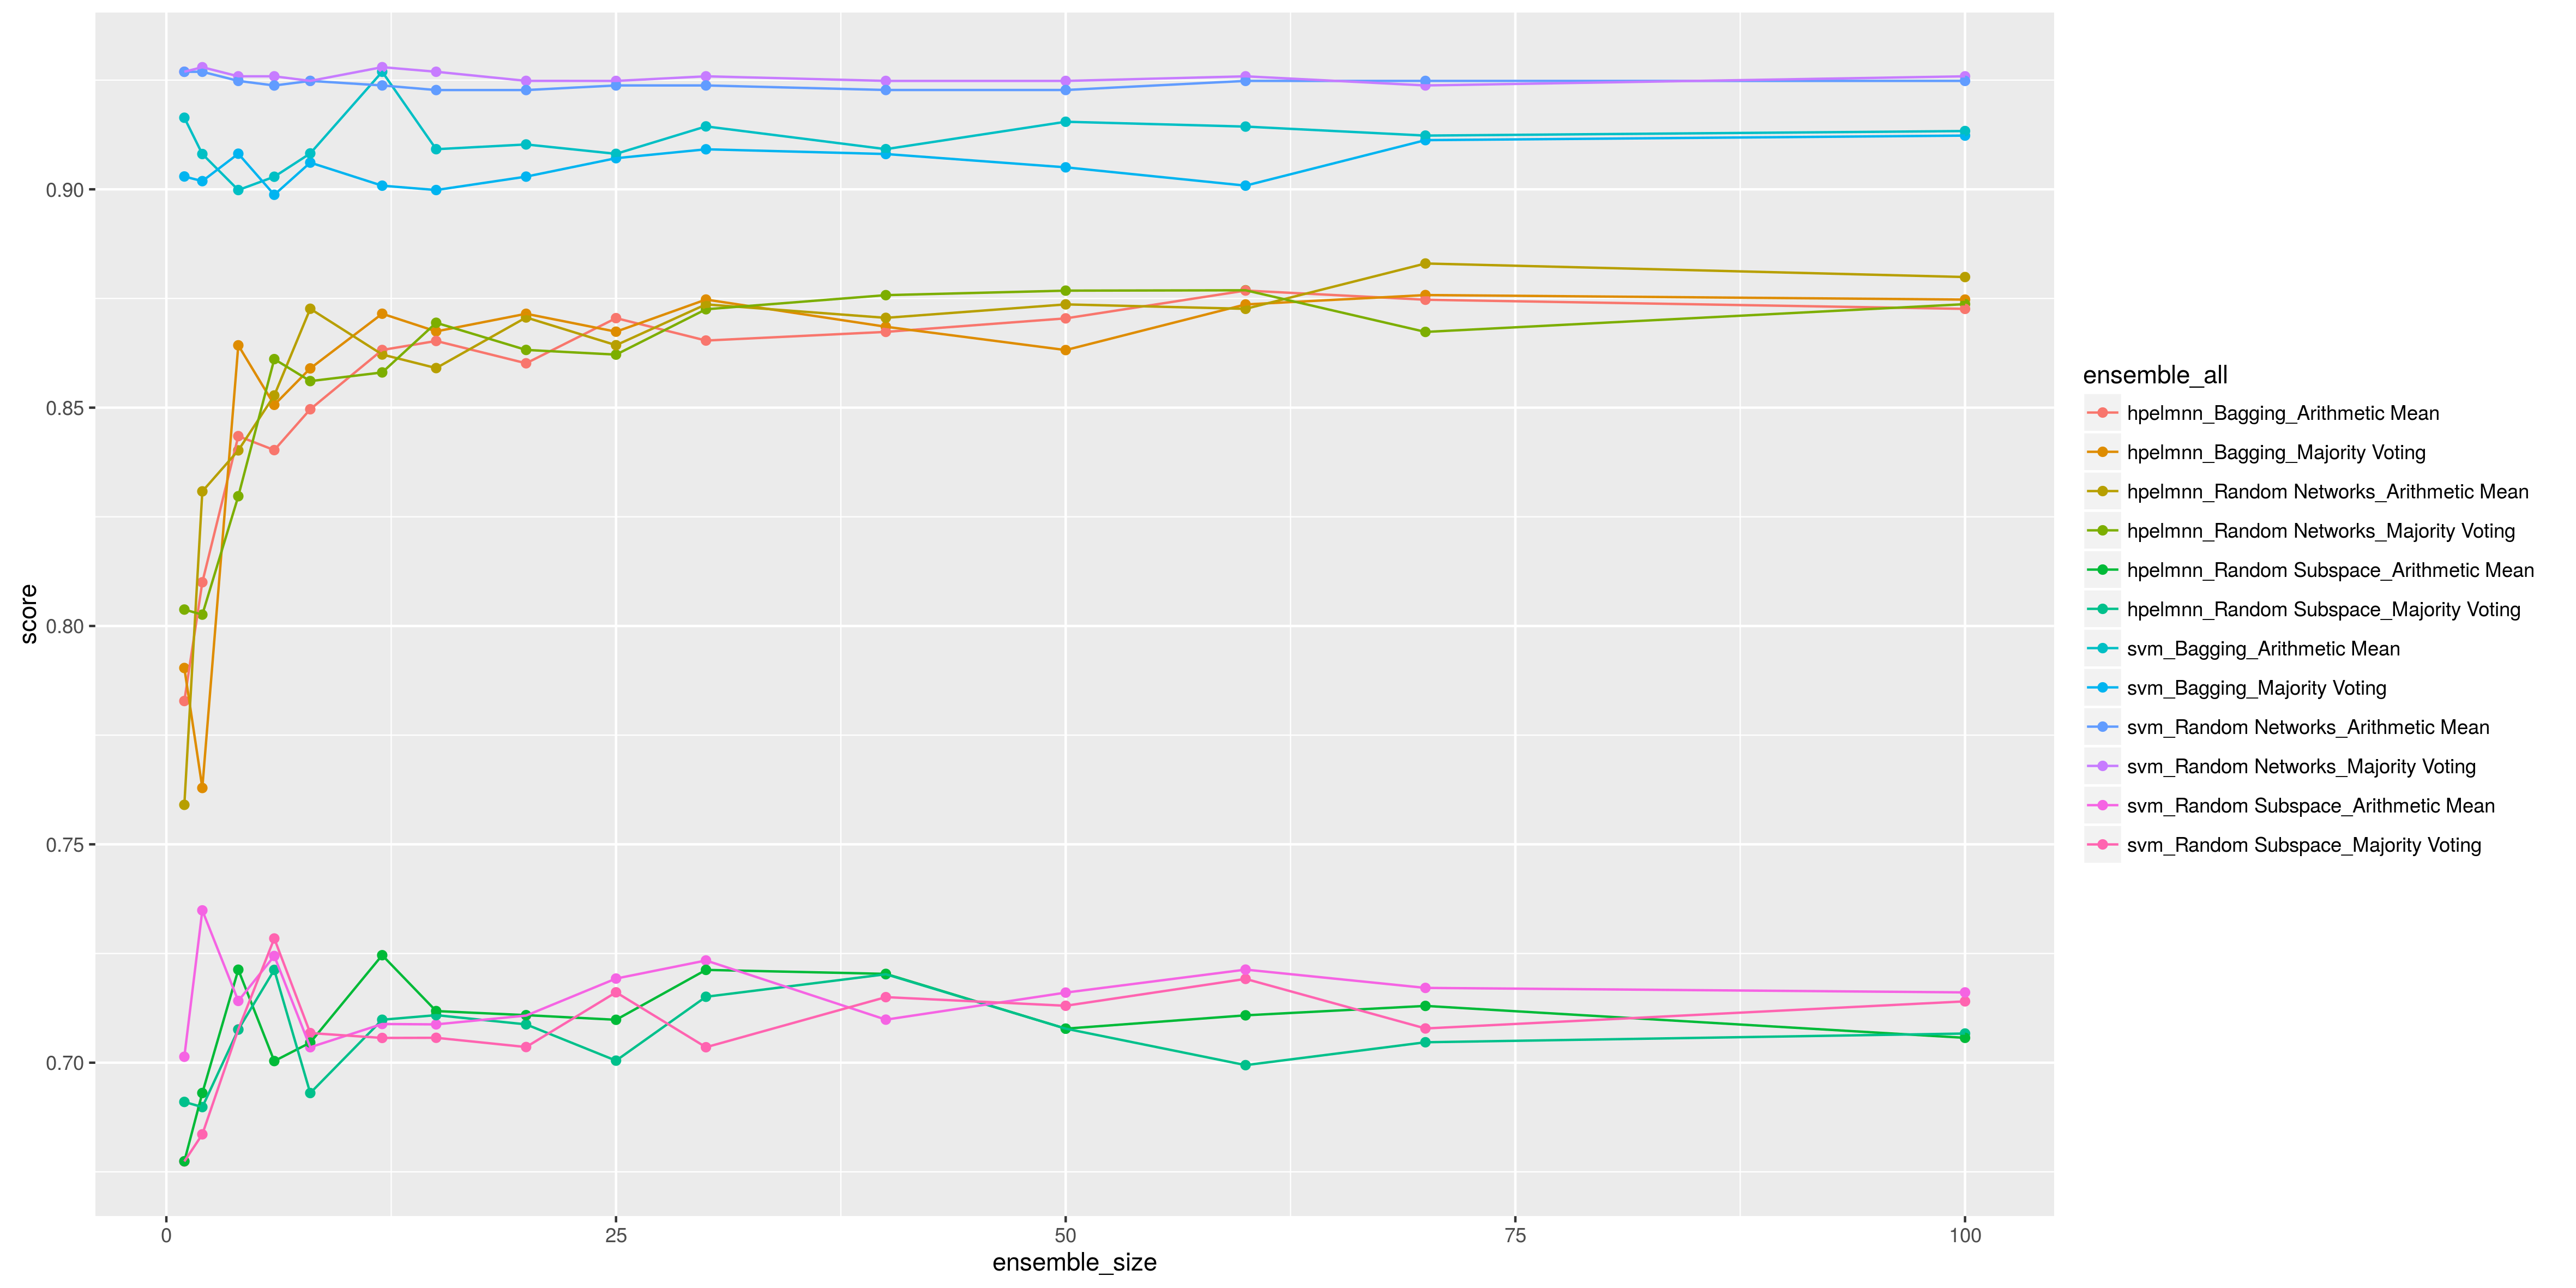 0.90
0.85
0.80
0.75
0.70
score
0
25
50
75
100
ensemble_size
ensemble_all
hpelmnn_Bagging_Arithmetic Mean
hpelmnn_Bagging_Majority Voting
hpelmnn_Random Networks_Arithmetic Mean
hpelmnn_Random Networks_Majority Voting
hpelmnn_Random Subspace_Arithmetic Mean
hpelmnn_Random Subspace_Majority Voting
svm_Bagging_Arithmetic Mean
svm_Bagging_Majority Voting
svm_Random Networks_Arithmetic Mean
svm_Random Networks_Majority Voting
svm_Random Subspace_Arithmetic Mean
svm_Random Subspace_Majority Voting